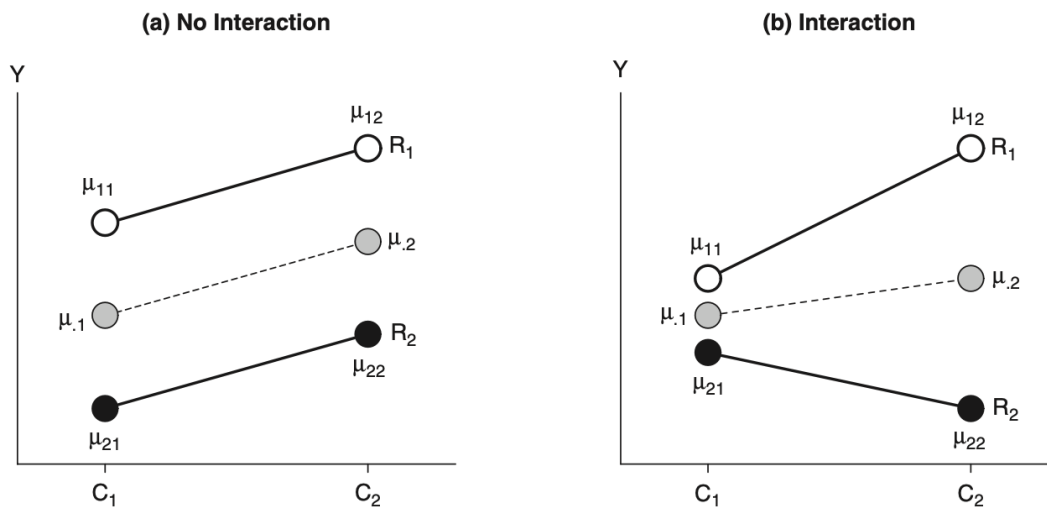 (a) No Interaction
Y
μ12
R1
μ11
μ.2
μ.1
R2
μ22
μ21
C1 C2
(b) Interaction
Y
μ12
R1
μ11
μ.2
μ.1
μ21
R2
μ22
C1 C2